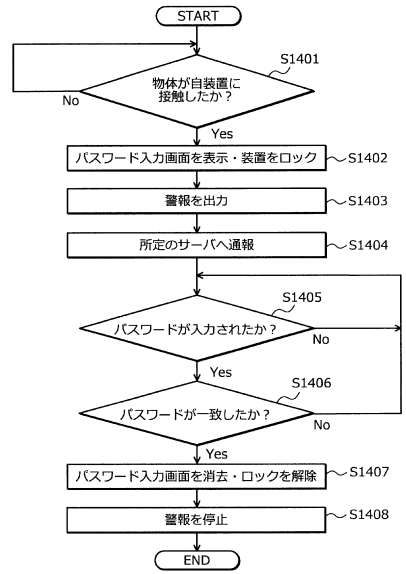 START
S1401
物体が自装置に
接触したか？
No
Yes
パスワード入力画面を表示・装置をロック
S1402
警報を出力
S1403
所定のサーバへ通報
S1404
S1405
パスワードが入力されたか？
No
Yes
S1406
パスワードが一致したか？
No
Yes
パスワード入力画面を消去・ロックを解除
S1407
警報を停止
S1408
END